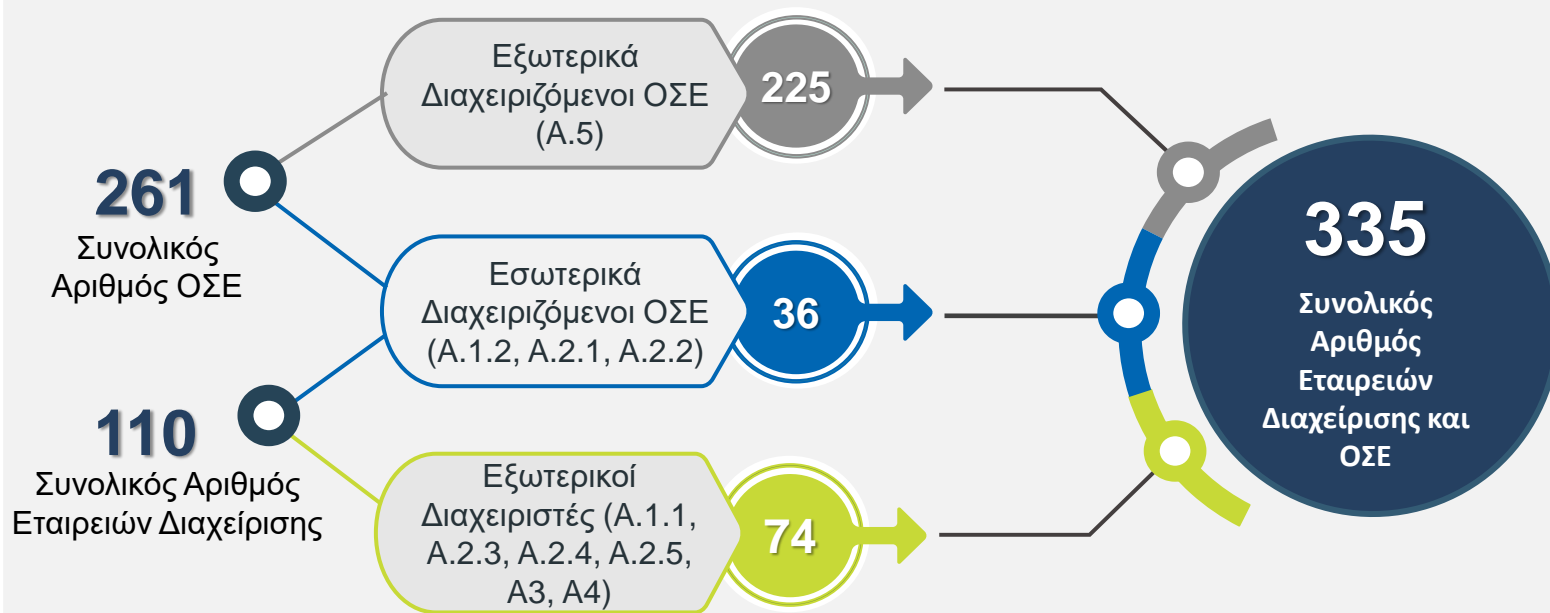 261
Συνολικός
Αριθμός ΟΣΕ
110
Συνολικός Αριθμός
Εταιρειών Διαχείρισης
Εξωτερικά
Διαχειριζόμενοι ΟΣΕ
(Α.5)
225
Εσωτερικά
Διαχειριζόμενοι ΟΣΕ
(Α.1.2, Α.2.1, Α.2.2)
36
Εξωτερικοί
Διαχειριστές (Α.1.1,
Α.2.3, Α.2.4, Α.2.5,
Α3, Α4)
74
335
Συνολικός
Αριθμός
Εταιρειών
Διαχείρισης και
ΟΣΕ